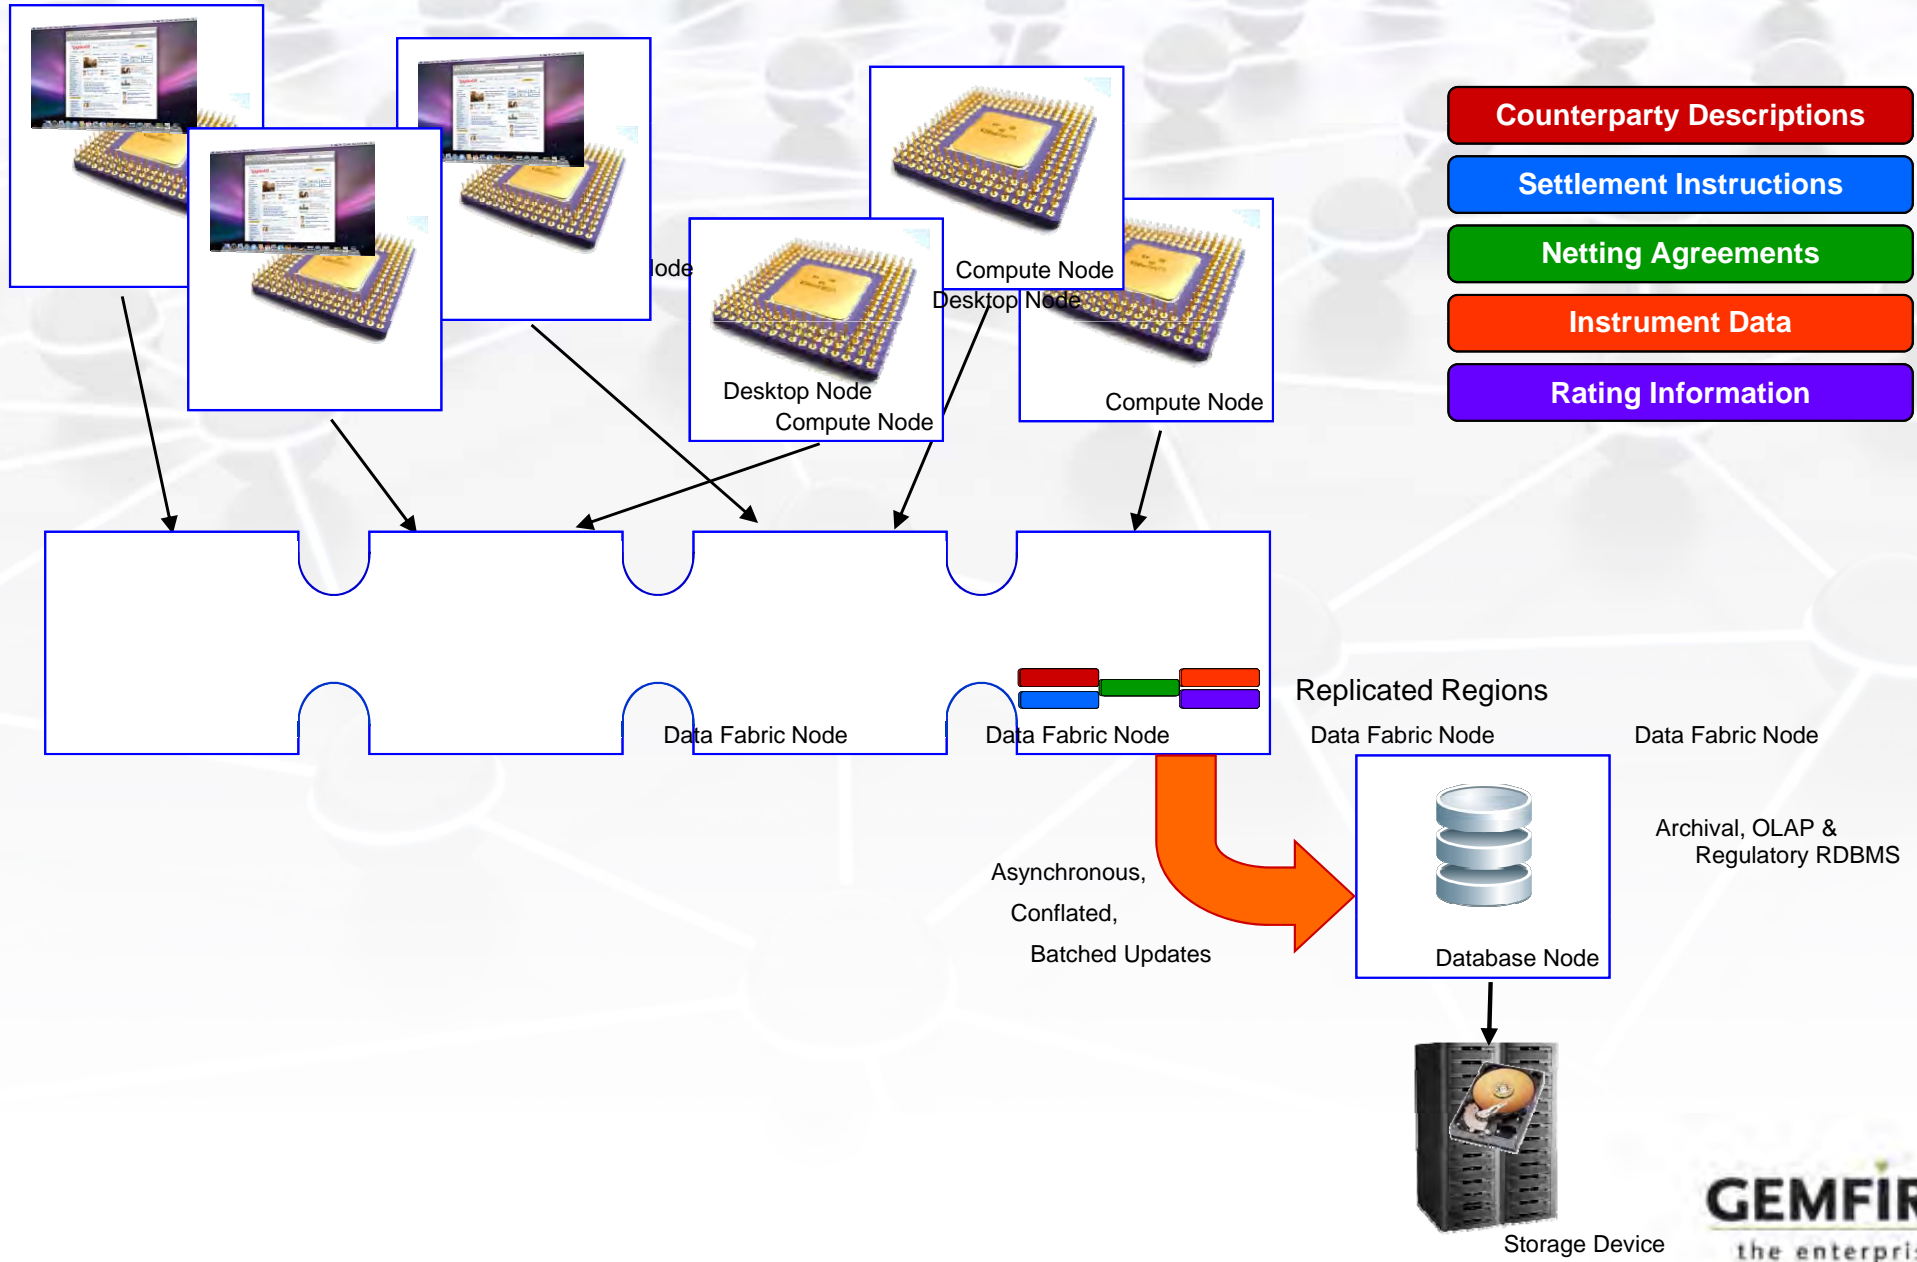 Counterparty Descriptions
Settlement Instructions
Netting Agreements
Instrument Data
Rating Information
Compute Node
Desktop Node
Desktop Node
Compute Node
Compute Node
Replicated Regions
Data Fabric Node
Data Fabric Node
Data Fabric Node
Data Fabric Node
Archival, OLAP &
Regulatory RDBMS
Asynchronous,
Conflated,
Batched Updates
Database Node
Storage Device
GEMFIR
the enterpris